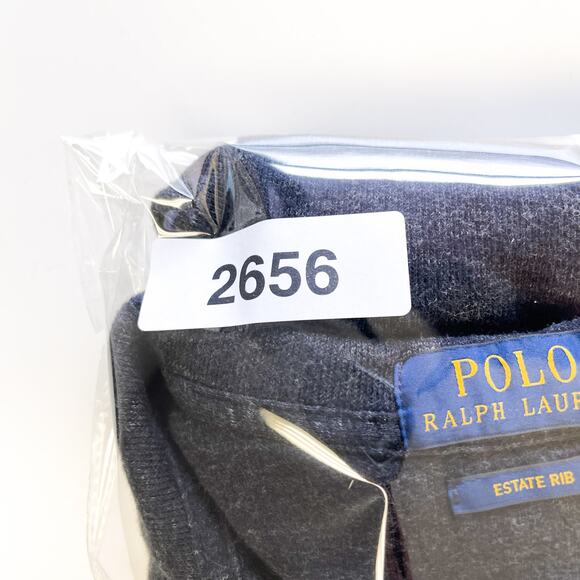 2656
POLO
RALPH LAUR
ESTATE RIB